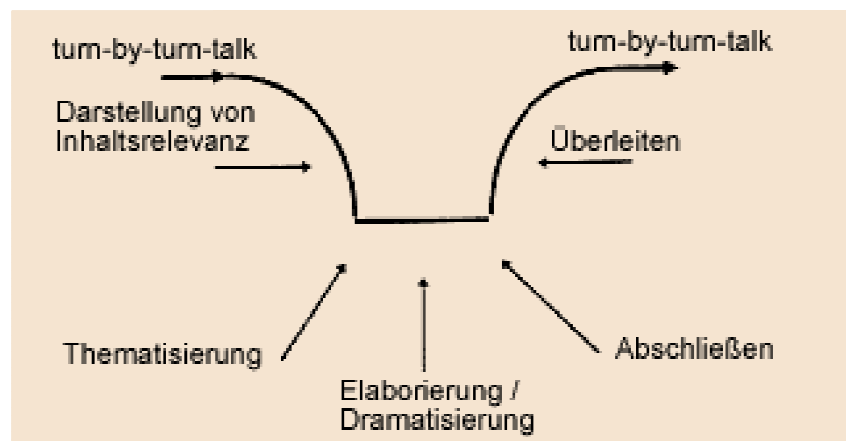 turn-by-turn-talk
turn-by-turn-talk
Darstellung von
Inhaltsrelevanz
Überleiten
Thematisierung
Abschließen
Elaborierung /
Dramatisierung